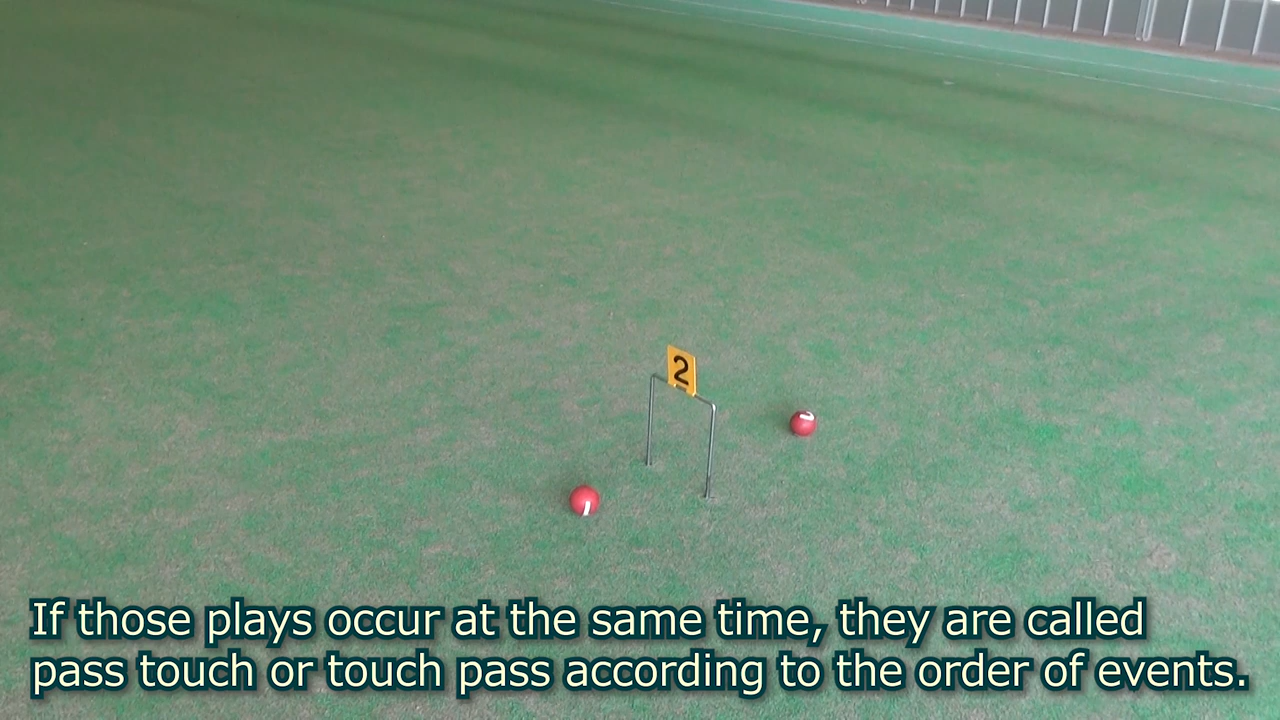 2
1
If those plays occur at the same time, they are called
pass touch or touch pass according to the order of events.